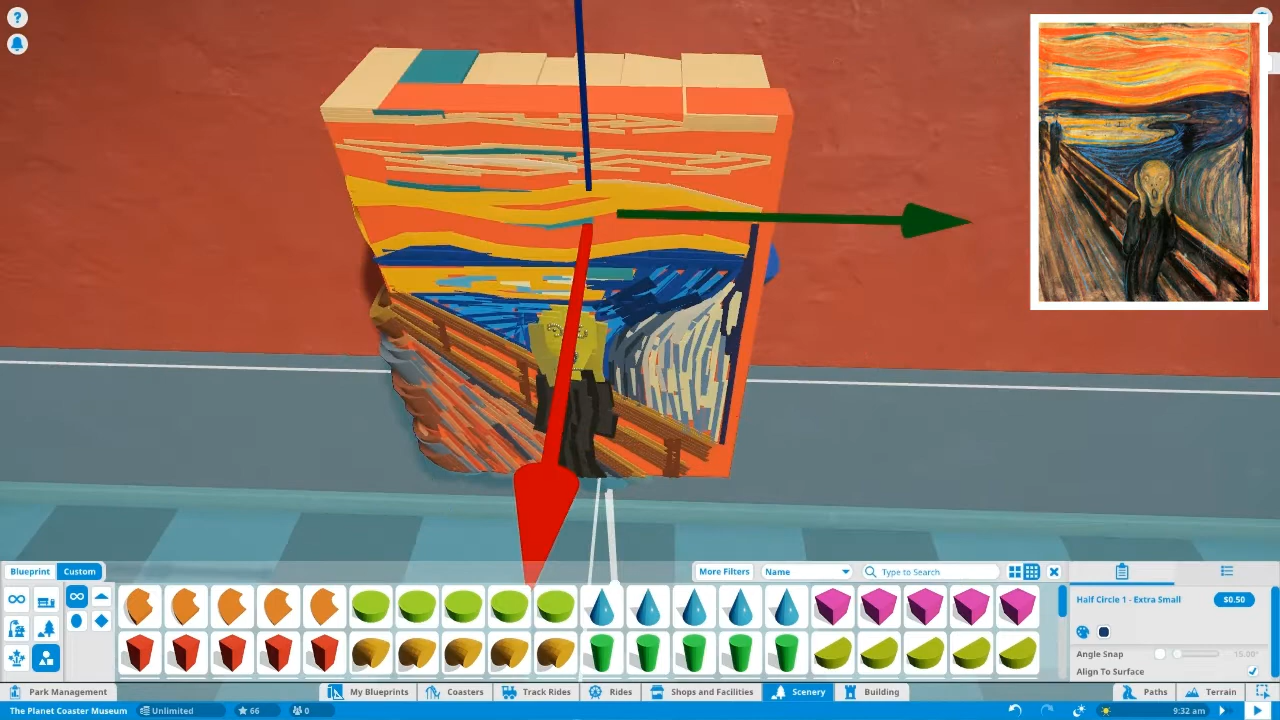 ?
Blueprint
Custom
More Filters
Name
Type to Search
Half Circle 1 - Extra Small
$0.50
Angle Snap
15.00°
Align To Surface
Park Management
My Blueprints
Coasters
Track Rides
Rides
Shops and Facilities
Scenery
Building
Paths
Terrain
The Planet Coaster Museum
Unlimited
66
0
9:32 am